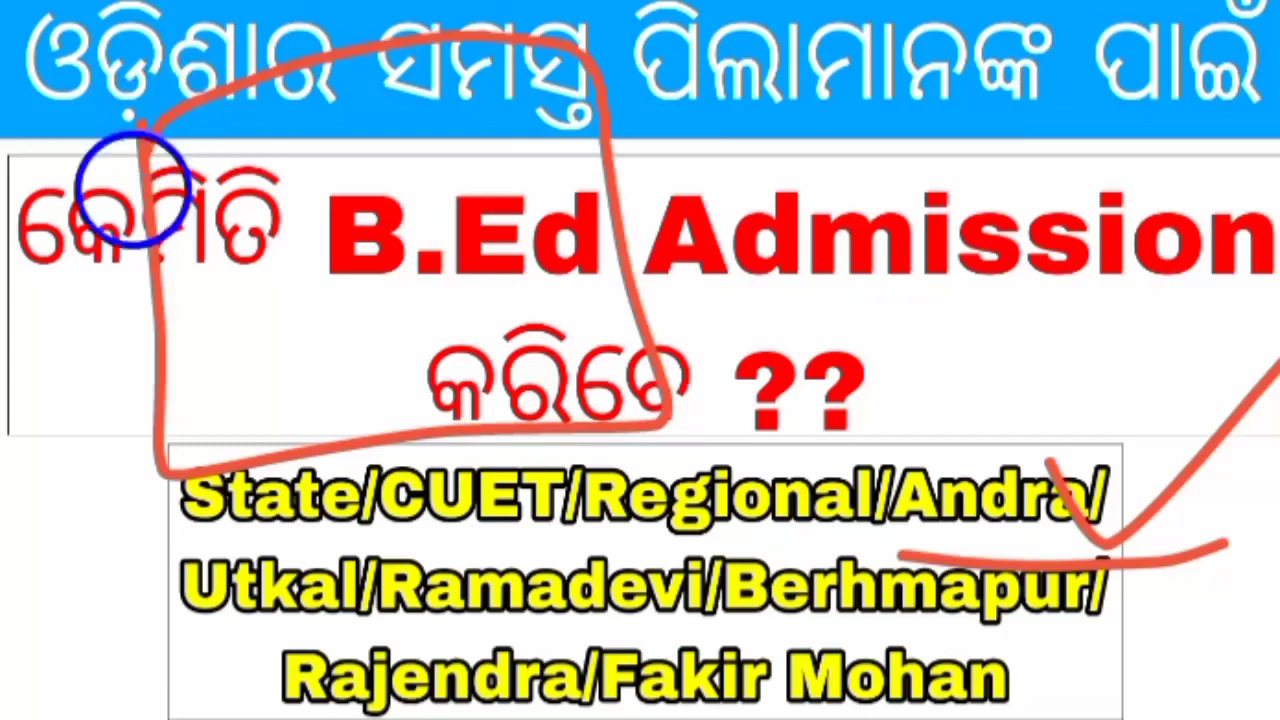 ଓଡ଼ିଶାର ସମସ୍ତ ପିଲାମାନଙ୍କ ପାଇଁ
କେମିତି B.Ed Admission
କରିବେ ??
State/CUET/Regional/Andra/
Utkal/Ramadevi/Berhmapur/
Rajendra/Fakir Mohan